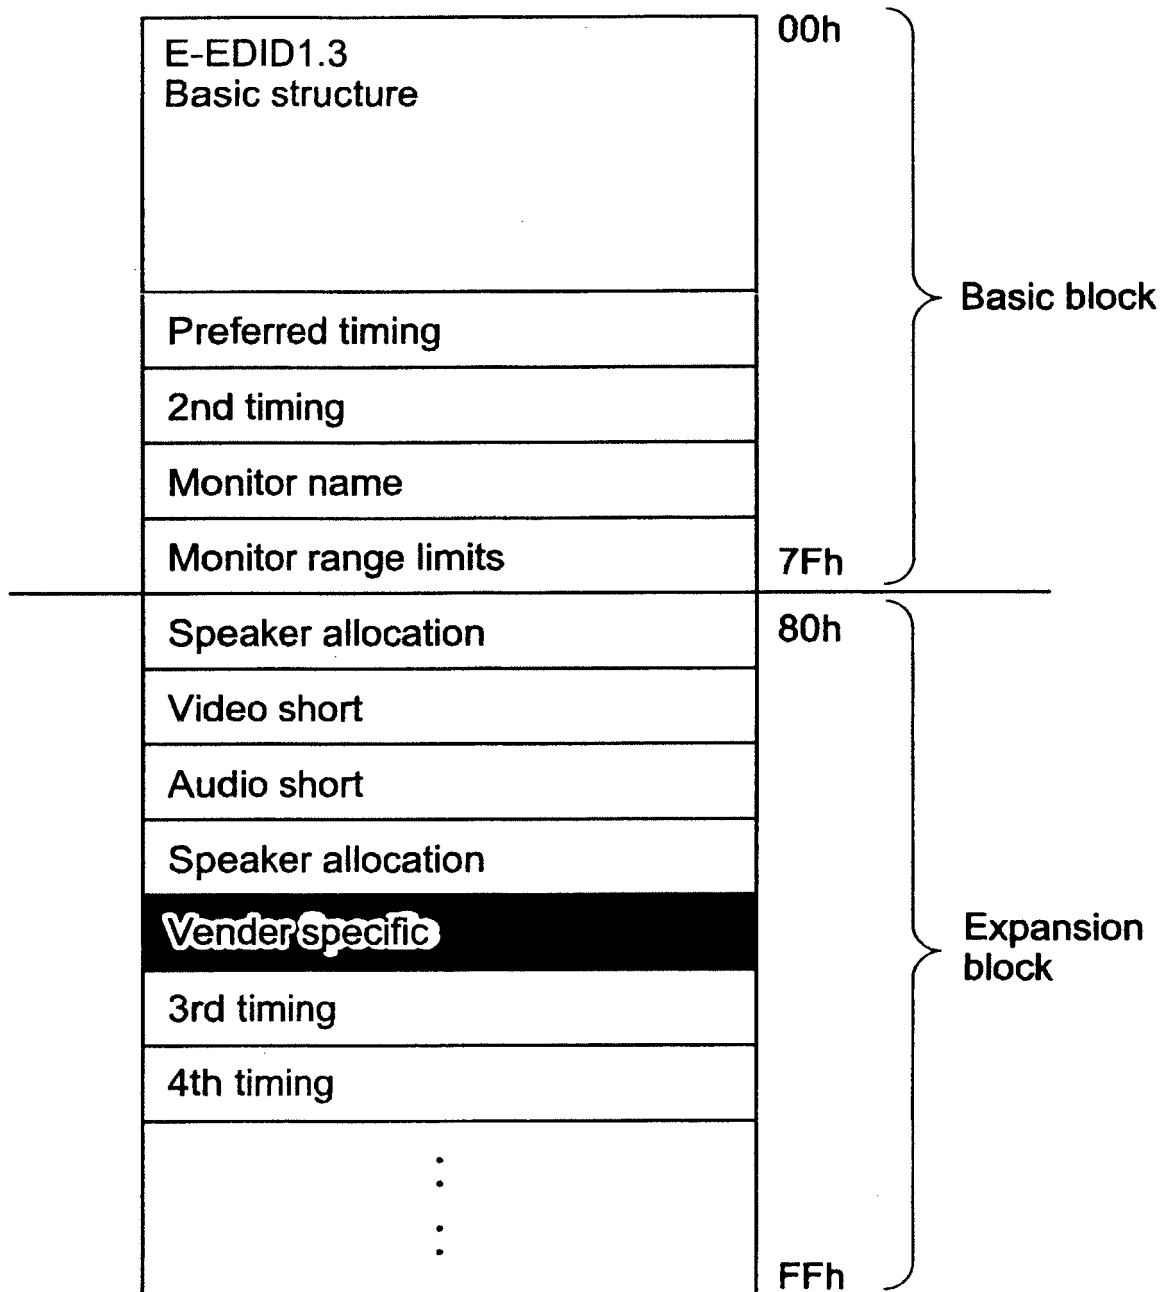 E-EDID1.3
Basic structure
00h
Basic block
Preferred timing
2nd timing
Monitor name
Monitor range limits
7Fh
Speaker allocation
80h
Video short
Audio short
Speaker allocation
Vender specific
Expansion
block
3rd timing
4th timing
FFh